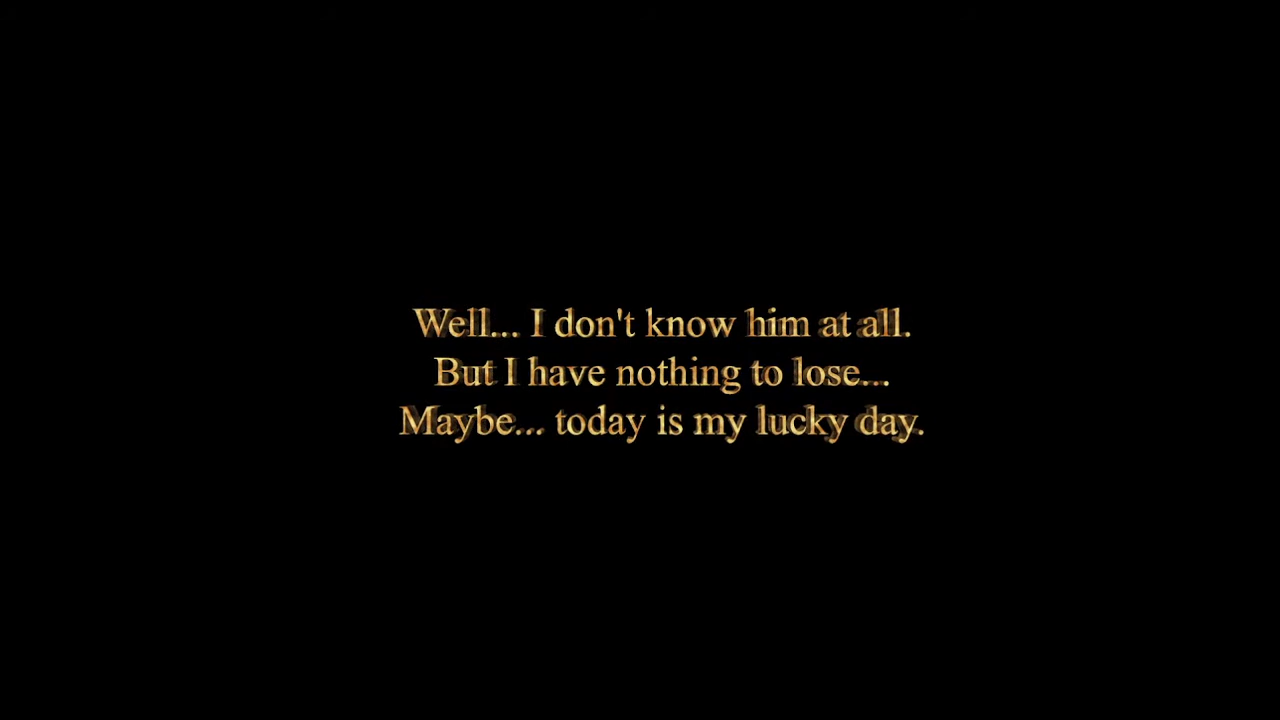 Well... I don't know him at all.
But I have nothing to lose...
Maybe... today is my lucky day.